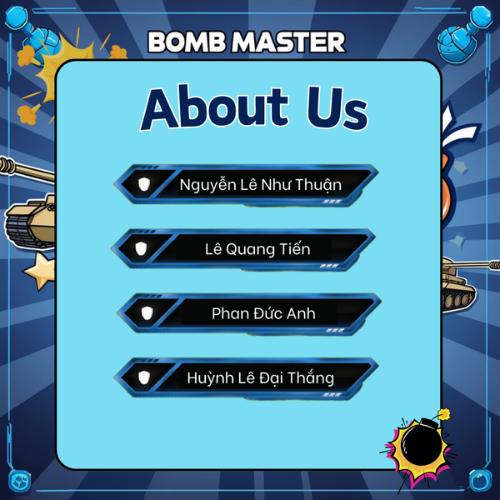 BOMB MASTER
About Us
Nguyễn Lê Như Thuận
Lê Quang Tiến
Phan Đức Anh
Huỳnh Lê Đại Thắng